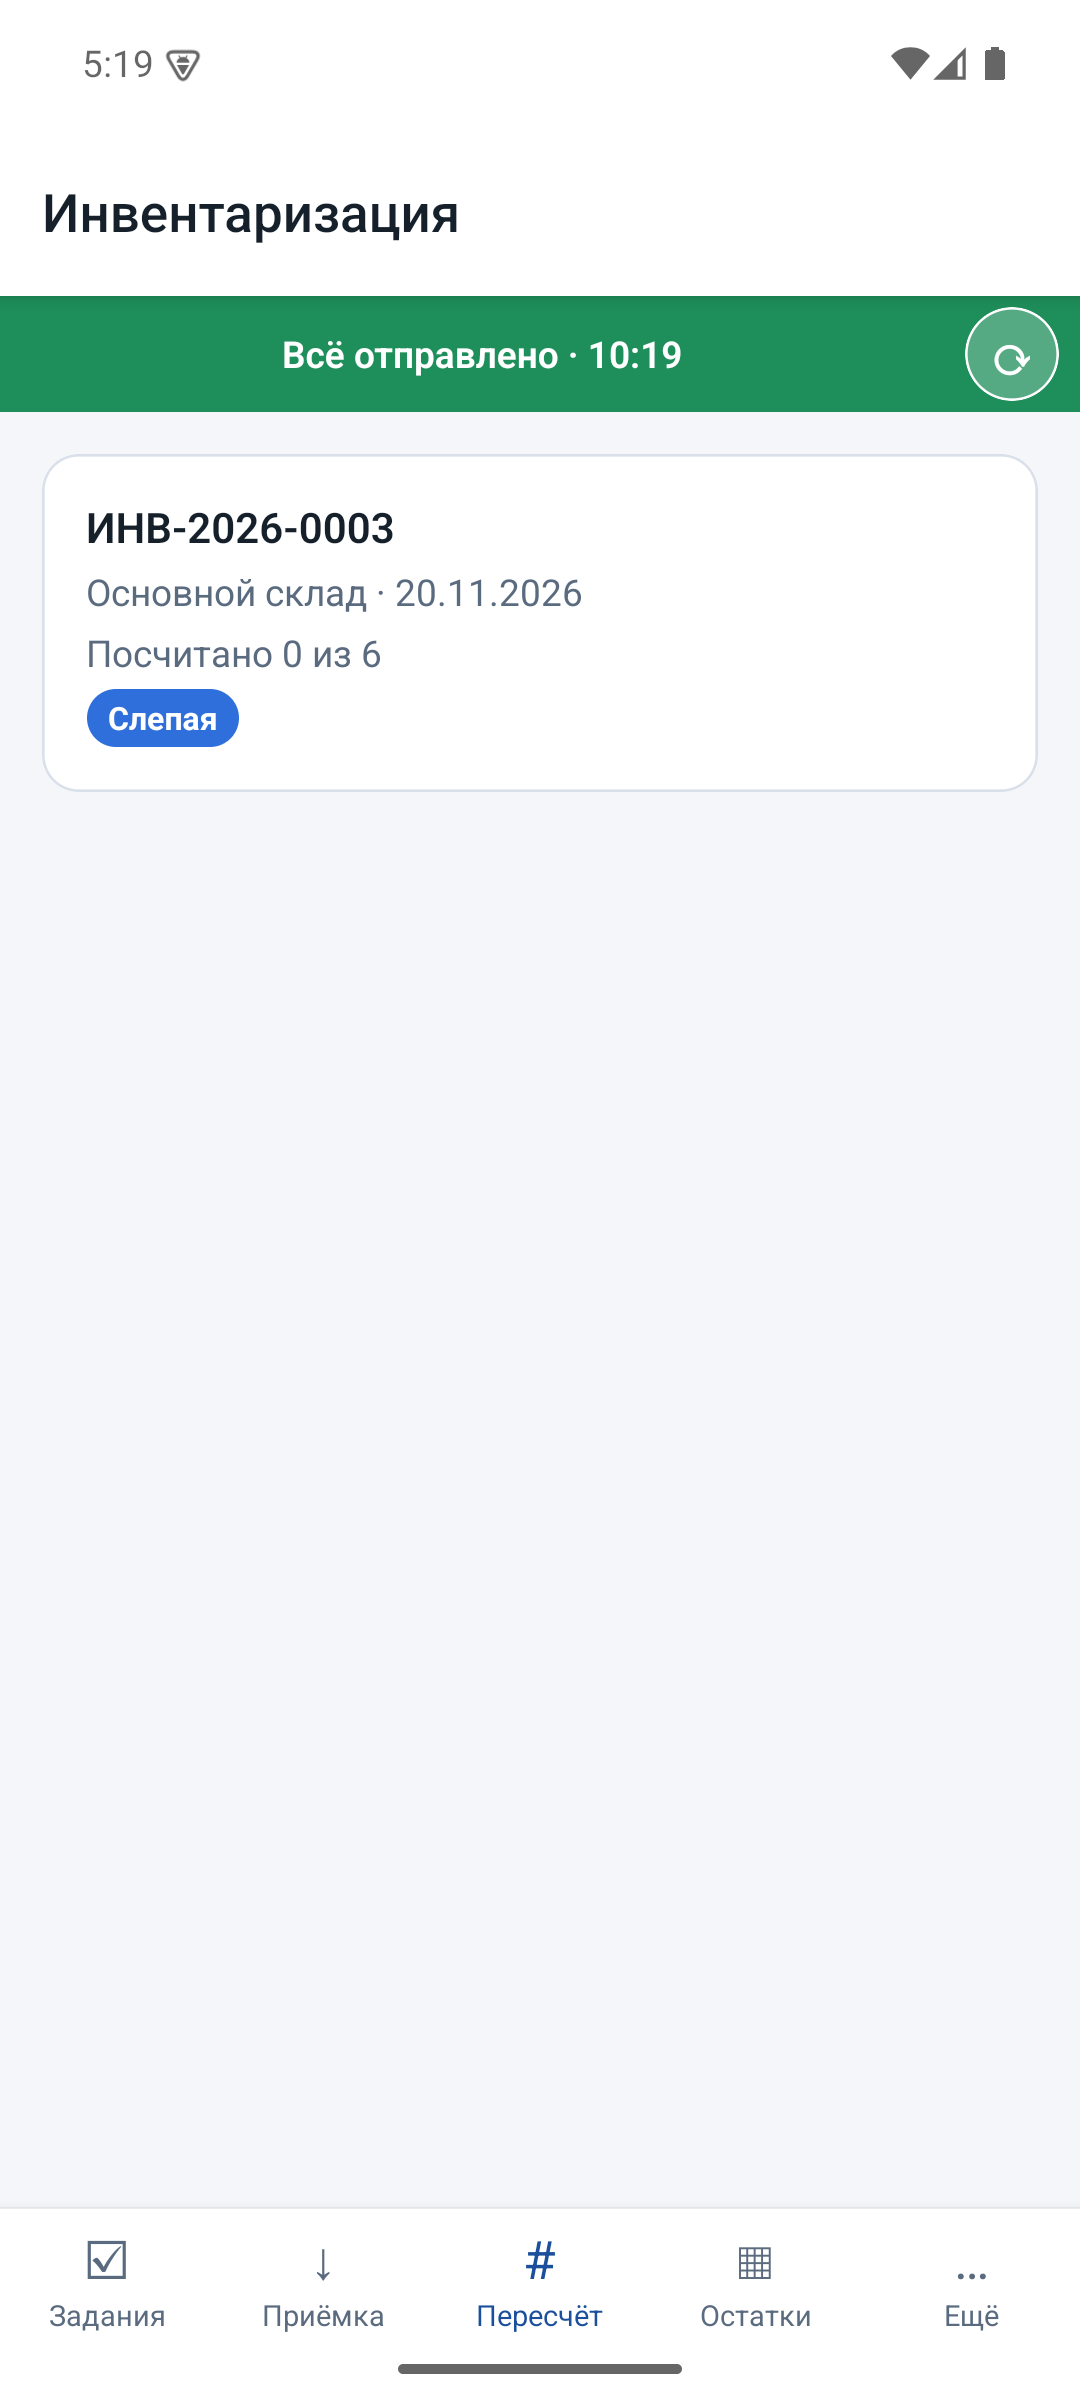 5:19
Инвентаризация
Всё отправлено · 10:19
ИНВ-2026-0003
Основной склад · 20.11.2026
Посчитано 0 из 6
Слепая
Задания
Приёмка
# Пересчёт
Остатки
... Ещё